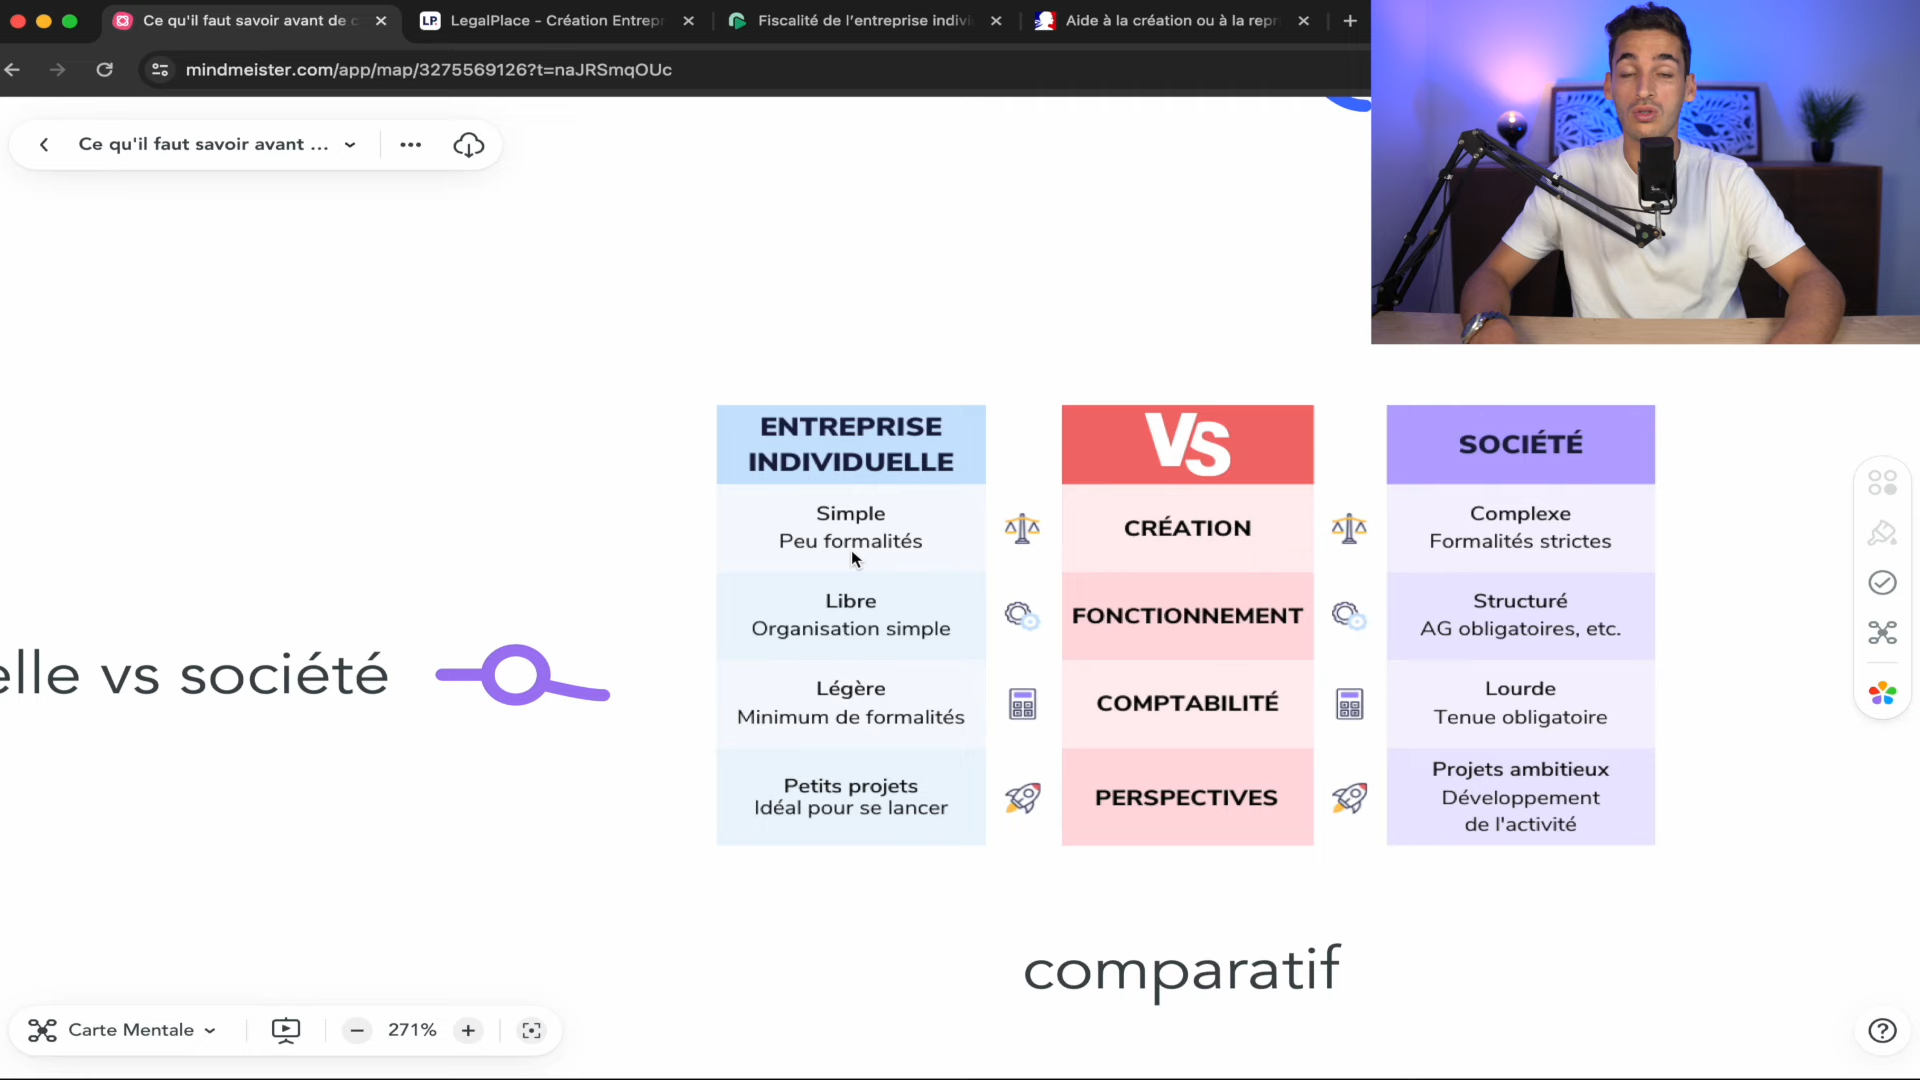 Ce qu'il faut savoir avant de c
LegalPlace - Création Entrepr
Fiscalité de l'entreprise indivi
Aide à la création ou à la repr
mindmeister.com/app/map/3275569126?t=naJRSmqOUc
Ce qu'il faut savoir avant ...
ENTREPRISE
INDIVIDUELLE
VS
SOCIÉTÉ
Simple
Peu formalités
CRÉATION
Complexe
Formalités strictes
Libre
Organisation simple
FONCTIONNEMENT
Structuré
AG obligatoires, etc.
elle vs société
Légère
Minimum de formalités
COMPTABILITÉ
Lourde
Tenue obligatoire
Petits projets
Idéal pour se lancer
PERSPECTIVES
Projets ambitieux
Développement
de l'activité
comparatif
Carte Mentale
271%